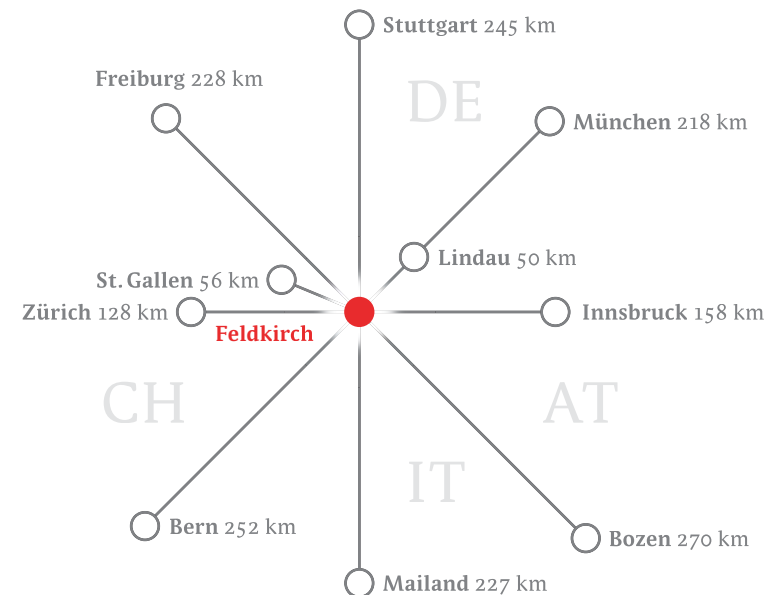 Stuttgart 245 km
Freiburg 228 km
DE
München 218 km
Lindau 50 km
St. Gallen 56 km
Zürich 128 km
Innsbruck 158 km
Feldkirch
CH
AT
IT
Bern 252 km
Bozen 270 km
Mailand 227 km